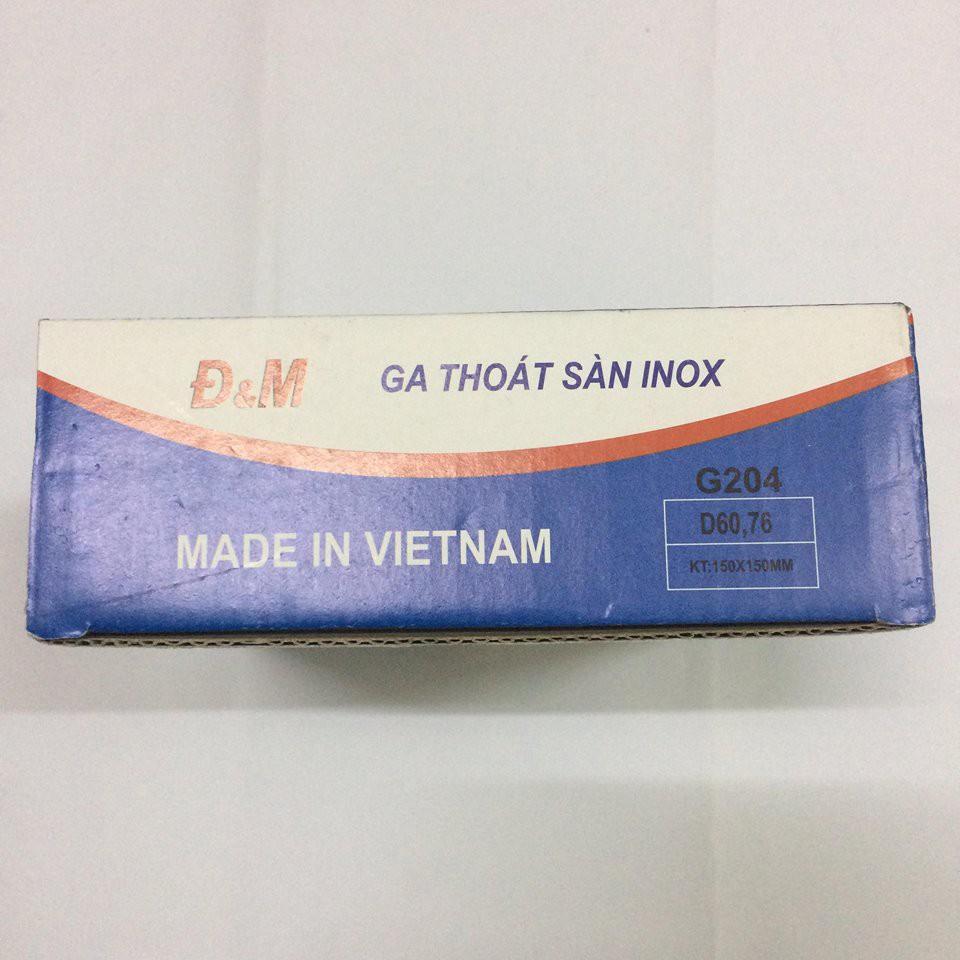 Đ&M
GA THOÁT SÀN INOX
G204
D60,76
KT:150X150MM
MADE IN VIETNAM